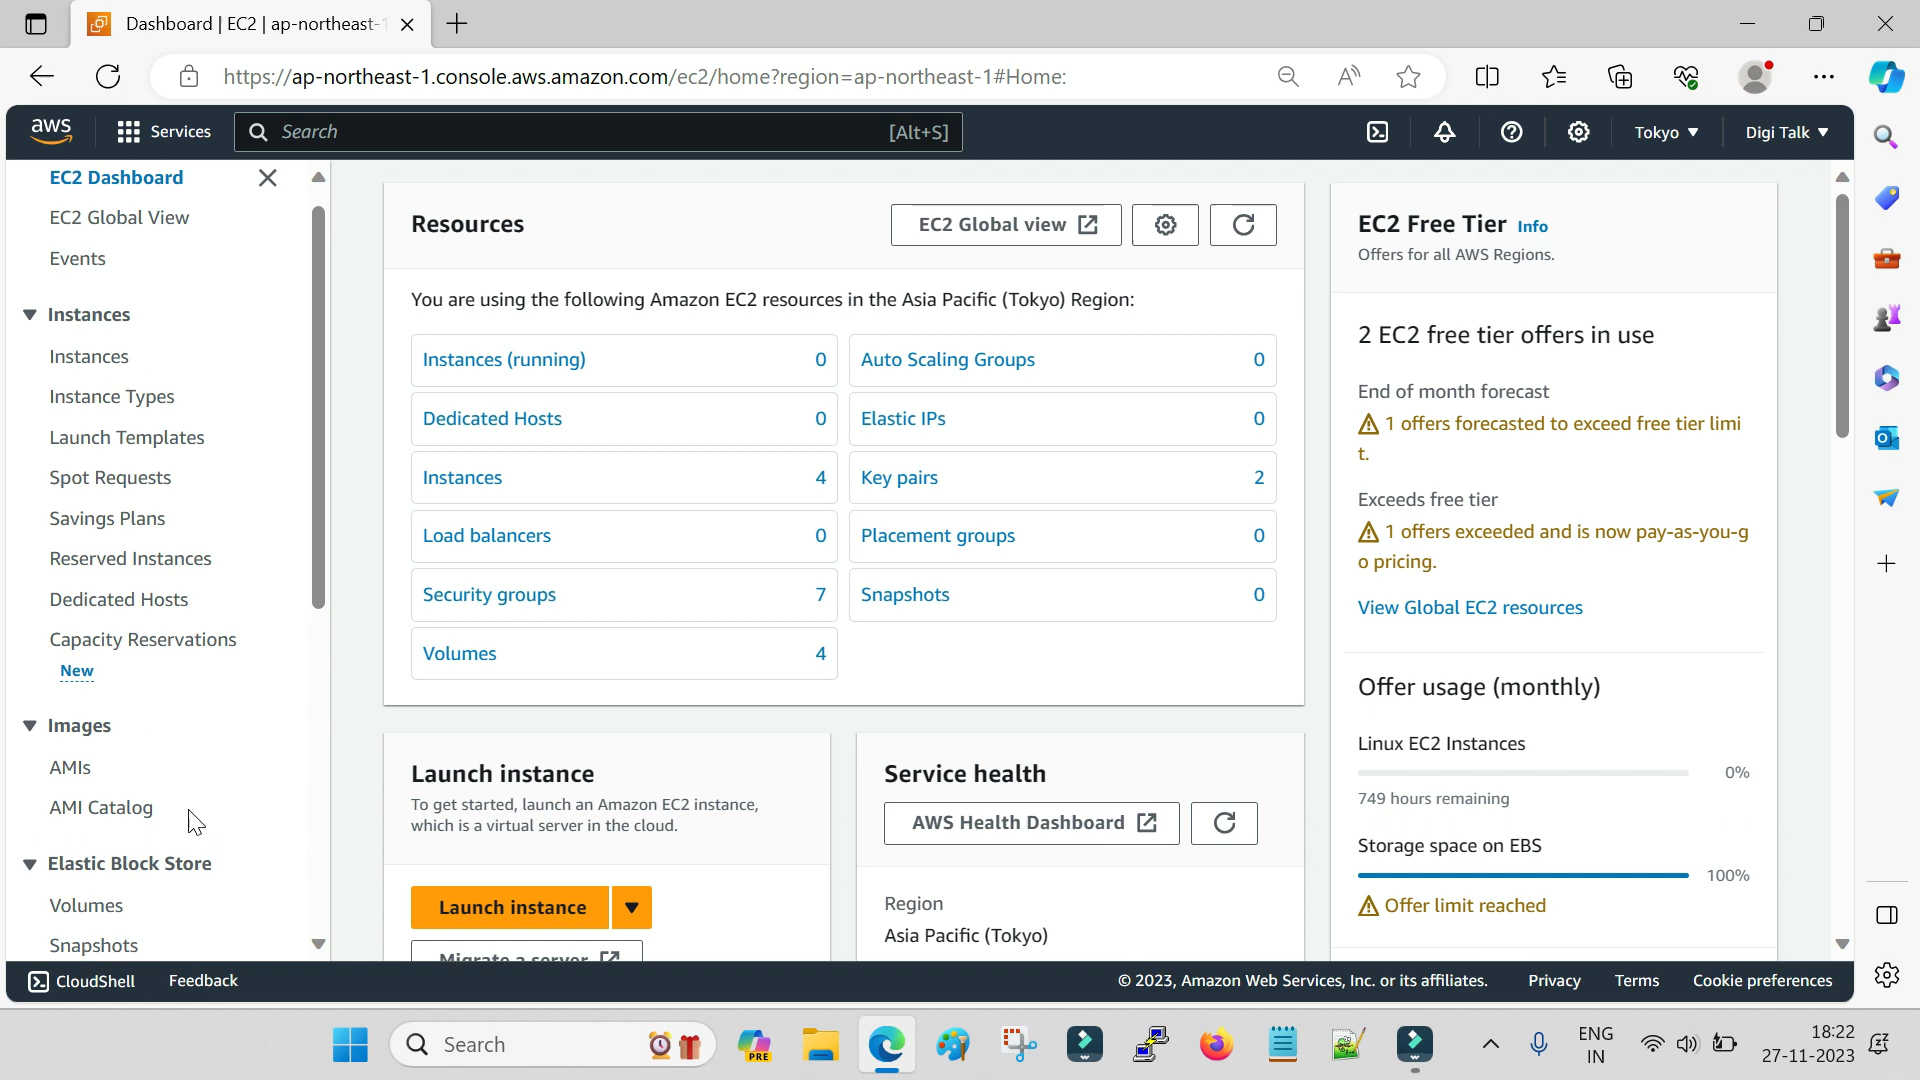 Dashboard | EC2 | ap-northeast-1
https://ap-northeast-1.console.aws.amazon.com/ec2/home?region=ap-northeast-1#Home:
aws
Services
Search
[Alt+S]
Tokyo
Digi Talk
EC2 Dashboard
EC2 Global View
Events
Instances
Instances
Instance Types
Launch Templates
Spot Requests
Savings Plans
Reserved Instances
Dedicated Hosts
Capacity Reservations
New
Images
AMIs
AMI Catalog
Elastic Block Store
Volumes
Snapshots
Resources
EC2 Global view
You are using the following Amazon EC2 resources in the Asia Pacific (Tokyo) Region:
Instances (running) 0
Auto Scaling Groups 0
Dedicated Hosts 0
Elastic IPs 0
Instances 4
Key pairs 2
Load balancers 0
Placement groups 0
Security groups 7
Snapshots 0
Volumes 4
Launch instance
To get started, launch an Amazon EC2 instance,
which is a virtual server in the cloud.
Launch instance
Migrate a server
Service health
AWS Health Dashboard
Region
Asia Pacific (Tokyo)
EC2 Free Tier Info
Offers for all AWS Regions.
2 EC2 free tier offers in use
End of month forecast
1 offers forecasted to exceed free tier limi
t.
Exceeds free tier
1 offers exceeded and is now pay-as-you-g
o pricing.
View Global EC2 resources
Offer usage (monthly)
Linux EC2 Instances
0%
749 hours remaining
Storage space on EBS
100%
Offer limit reached
CloudShell
Feedback
© 2023, Amazon Web Services, Inc. or its affiliates.
Privacy
Terms
Cookie preferences
Search
PRE
ENG
IN
18:22
27-11-2023